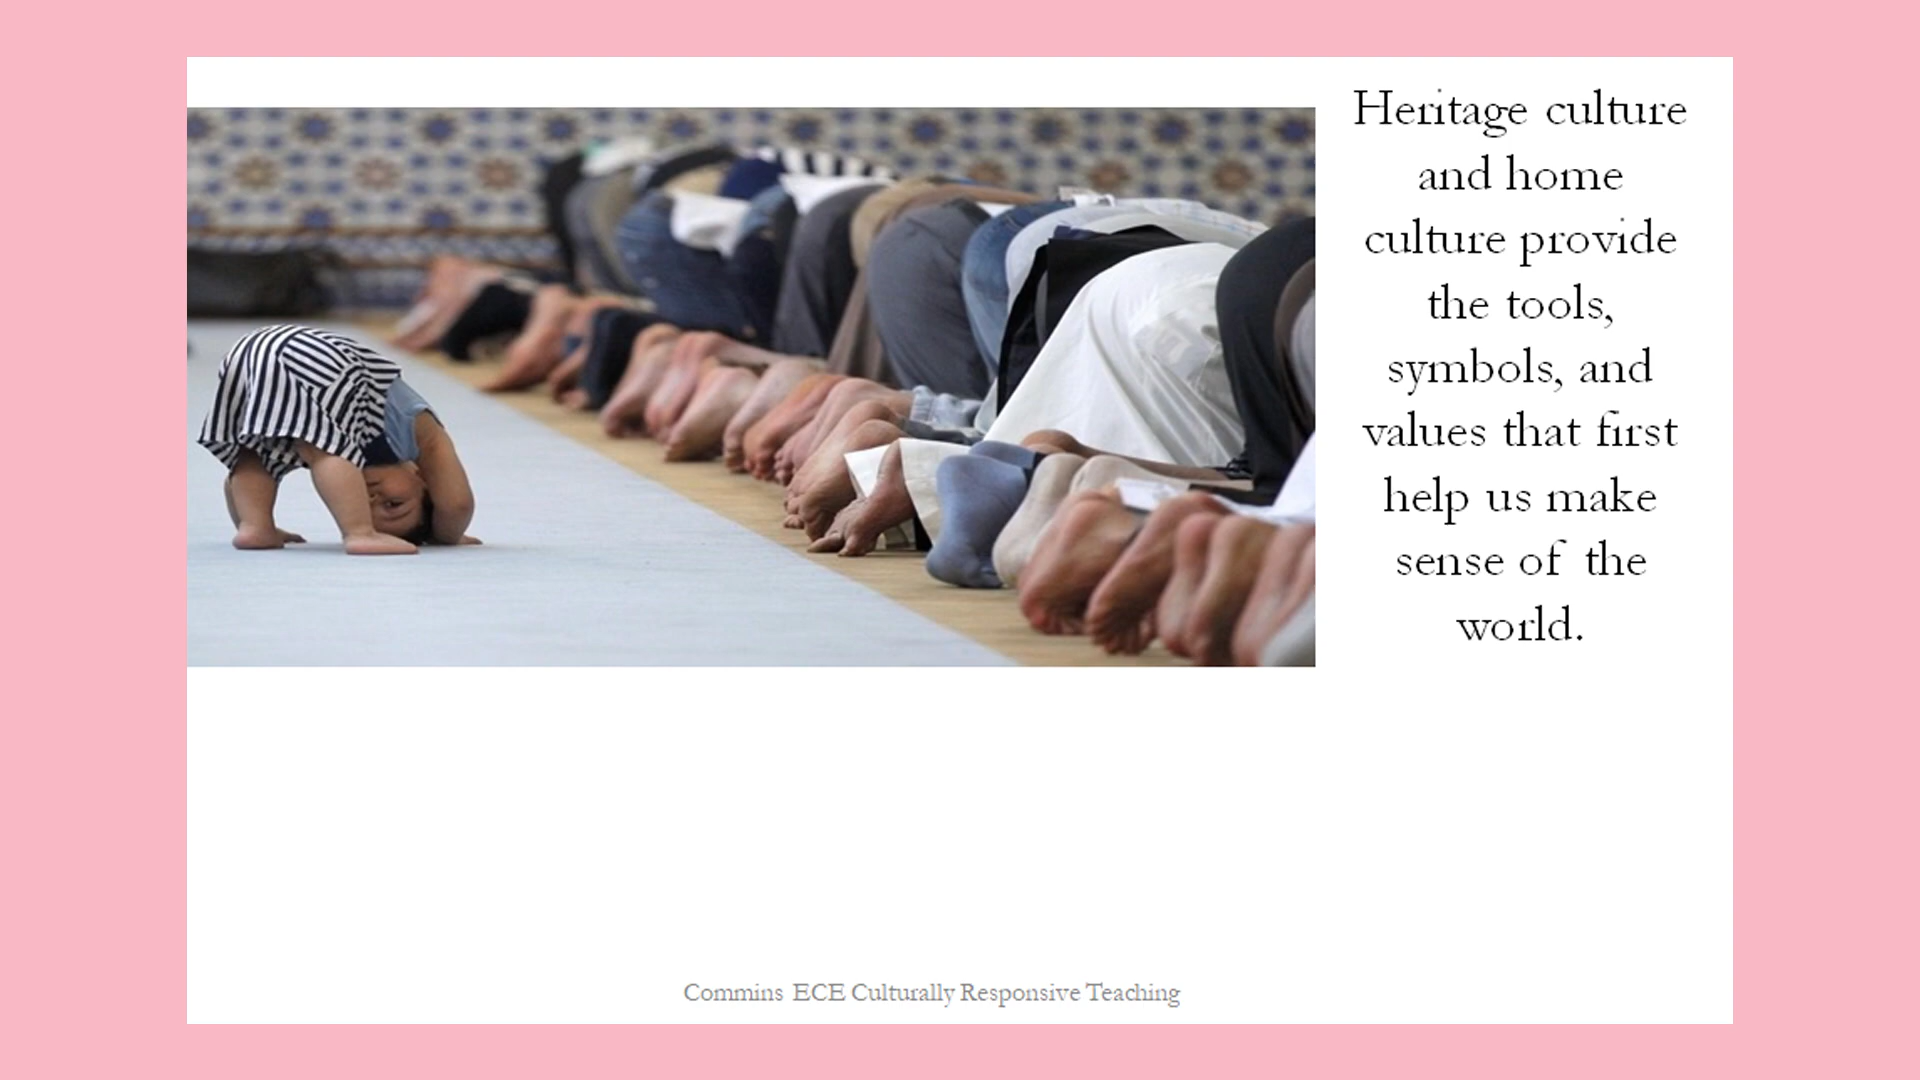 Heritage culture
and home
culture provide
the tools,
symbols, and
values that first
help us make
sense of the
world.
Commins ECE Culturally Responsive Teaching